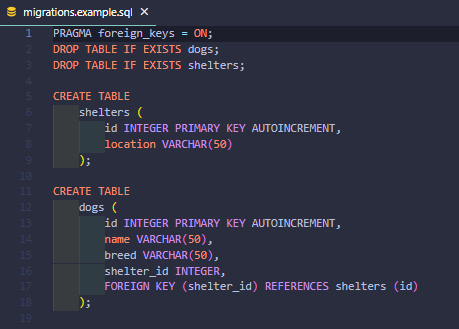 migrations.example.sql ×
1 PRAGMA foreign_keys = ON;
2 DROP TABLE IF EXISTS dogs;
3 DROP TABLE IF EXISTS shelters;
4
5 CREATE TABLE
6 shelters (
7 id INTEGER PRIMARY KEY AUTOINCREMENT,
8 location VARCHAR(50)
9 );
10
11 CREATE TABLE
12 dogs (
13 id INTEGER PRIMARY KEY AUTOINCREMENT,
14 name VARCHAR(50),
15 breed VARCHAR(50),
16 shelter_id INTEGER,
17 FOREIGN KEY (shelter_id) REFERENCES shelters (id)
18 );
19